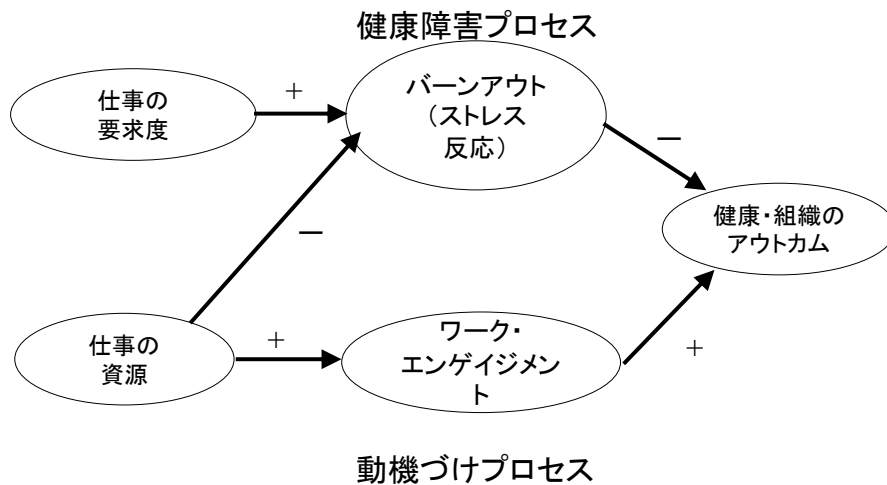 健康障害プロセス
仕事の
要求度
+
バーンアウト
(ストレス
反応)
−
健康・組織の
アウトカム
−
仕事の
資源
+
ワーク・
エンゲイジメン
ト
+
動機づけプロセス